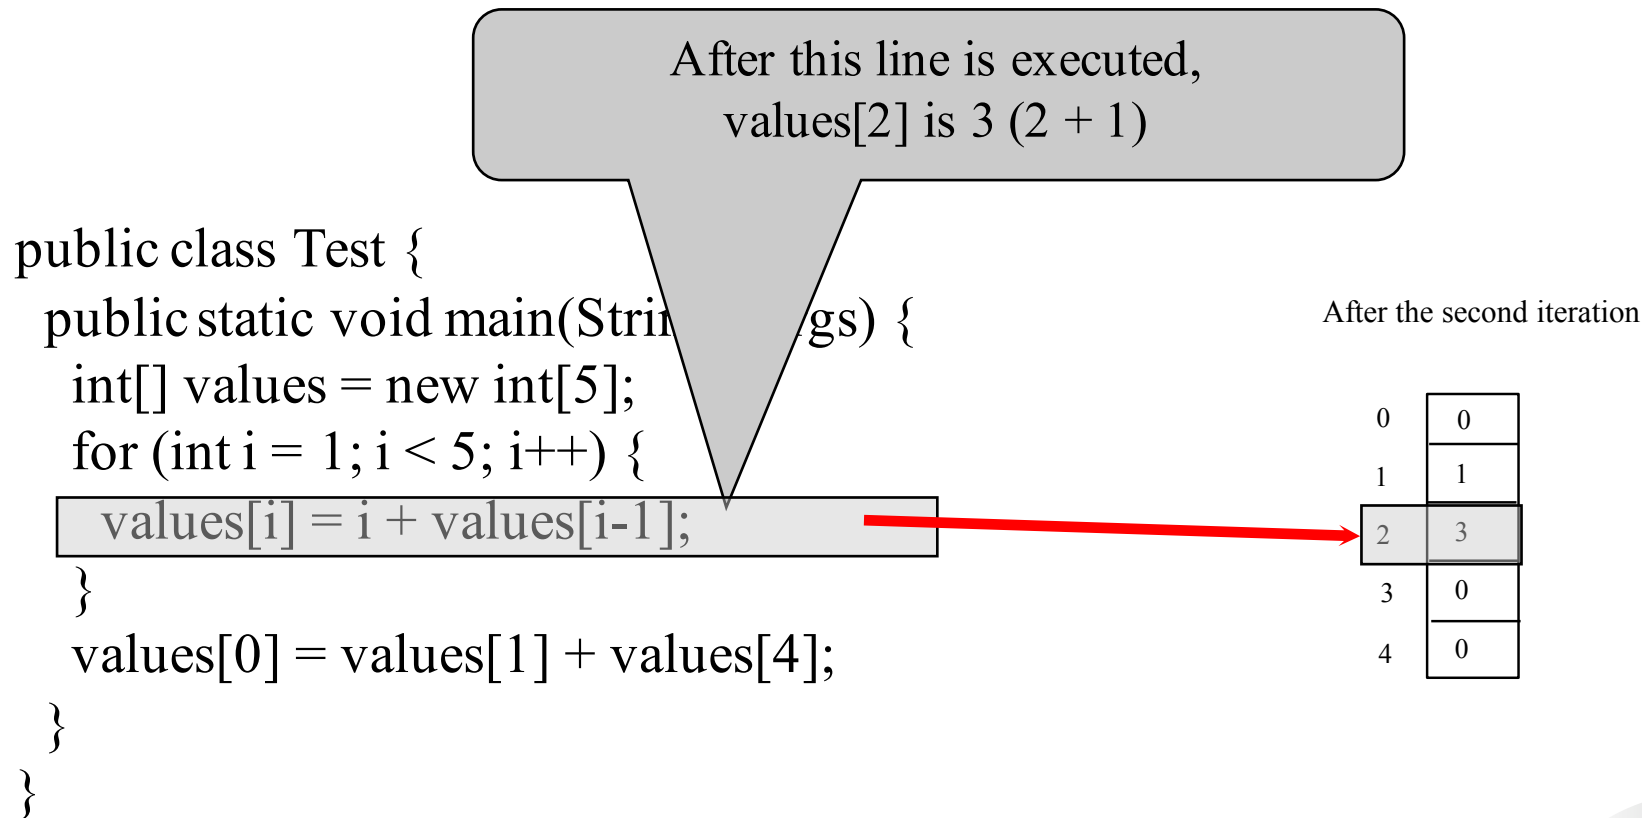 After this line is executed,
values[2] is 3 (2 + 1)
public class Test {
public static void main(Stri gs) {
int[] values = new int[5];
for (int i = 1; i < 5; i++) {
values[i] = i + values[i-1];
}
values[0] = values[1] + values[4];
}
}
After the second iteration
0 0
1 1
2 3
3 0
4 0